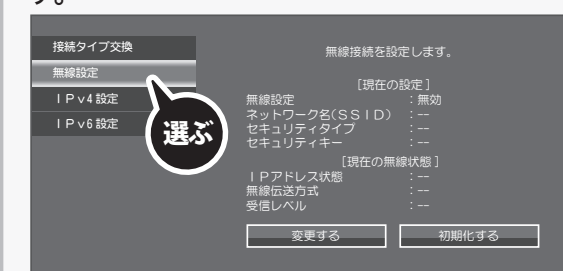 す。
接続タイプ交換
無線設定
IPv4設定
IPv6設定
選ぶ
無線接続を設定します。
[現在の設定]
無線設定 :無効
ネットワーク名(SSID) :--
セキュリティタイプ :--
セキュリティキー :--
[現在の無線状態]
IPアドレス状態 :--
無線伝送方式 :--
受信レベル :--
変更する
初期化する